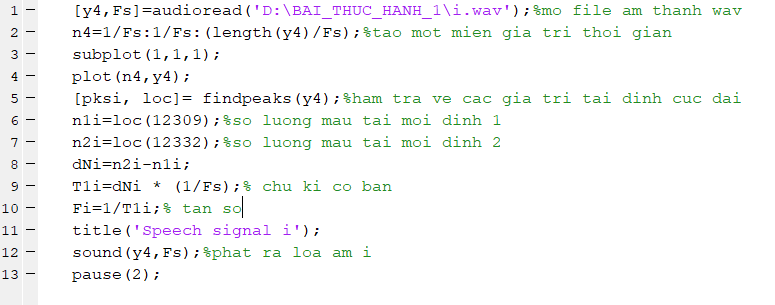 1 – [y4,Fs]=audioread('D:\BAI_THUC_HANH_1\i.wav');%mo file am thanh wav
2 – n4=1/Fs:1/Fs:(length(y4)/Fs);%tao mot mien gia tri thoi gian
3 – subplot(1,1,1);
4 – plot(n4,y4);
5 – [pksi, loc]= findpeaks(y4);%ham tra ve cac gia tri tai dinh cuc dai
6 – n1i=loc(12309);%so luong mau tai moi dinh 1
7 – n2i=loc(12332);%so luong mau tai moi dinh 2
8 – dNi=n2i-n1i;
9 – T1i=dNi * (1/Fs);% chu ki co ban
10 – Fi=1/T1i;% tan so
11 – title('Speech signal i');
12 – sound(y4,Fs);%phat ra loa am i
13 – pause(2);